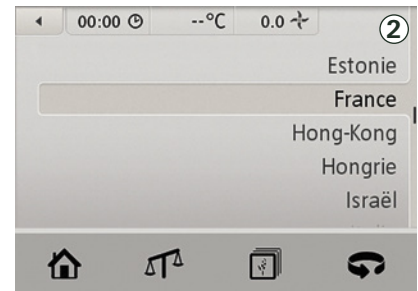 00:00 --°C 0.0
2
Estonie
France
Hong-Kong
Hongrie
Israël